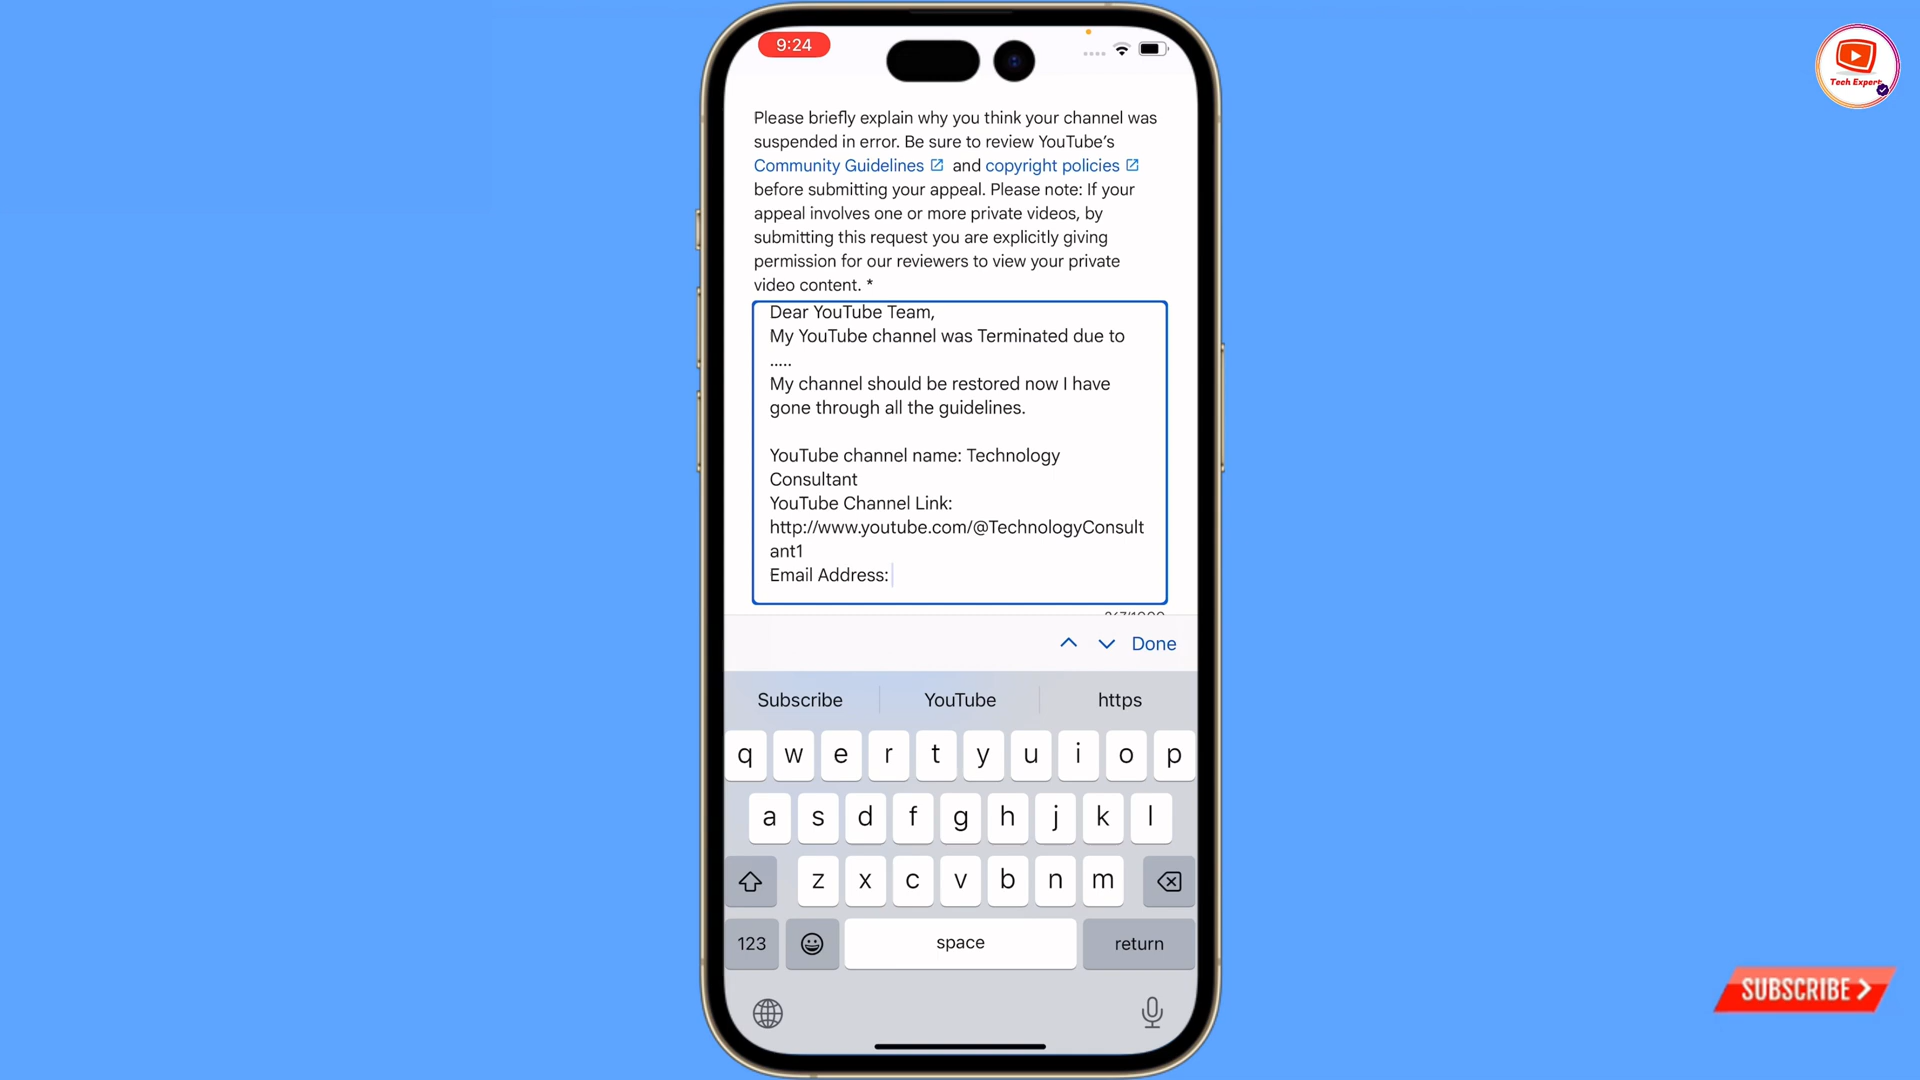 9:24
Tech Expert
Please briefly explain why you think your channel was
suspended in error. Be sure to review YouTube's
Community Guidelines and copyright policies
before submitting your appeal. Please note: If your
appeal involves one or more private videos, by
submitting this request you are explicitly giving
permission for our reviewers to view your private
video content. *
Dear YouTube Team,
My YouTube channel was Terminated due to
.....
My channel should be restored now I have
gone through all the guidelines.
YouTube channel name: Technology
Consultant
YouTube Channel Link:
http://www.youtube.com/@TechnologyConsult
ant1
Email Address:
Done
Subscribe YouTube https
q w e r t y u i o p
a s d f g h j k l
z x c v b n m
123 space return
SUBSCRIBE